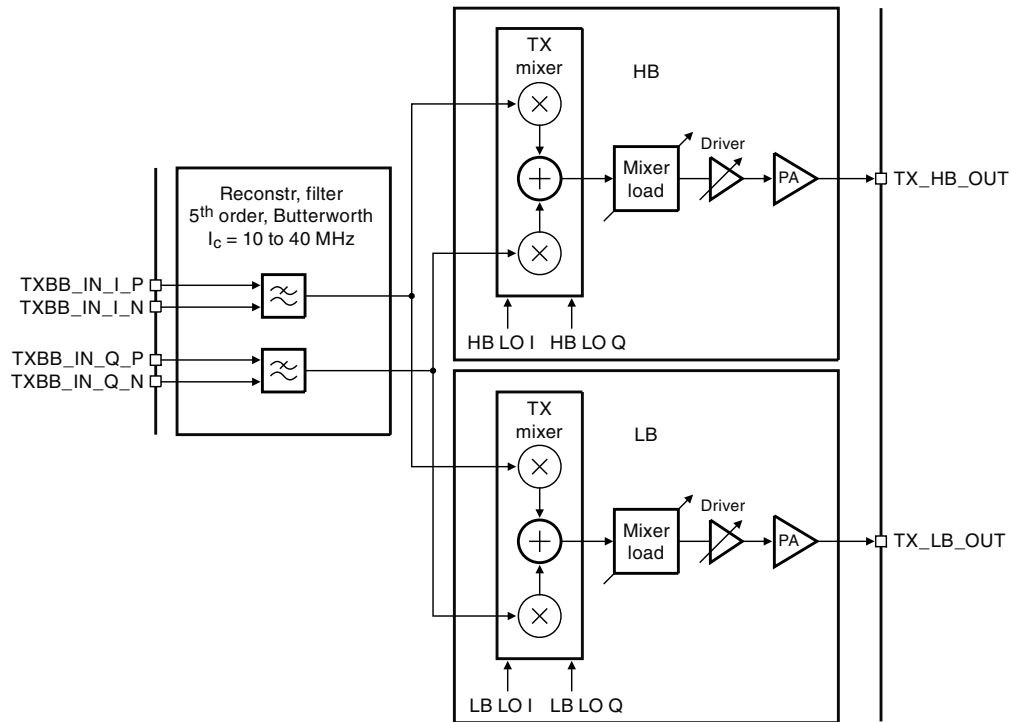 Reconstr, filter
5th order, Butterworth
Ic = 10 to 40 MHz
TXBB_IN_I_P
TXBB_IN_I_N
TXBB_IN_Q_P
TXBB_IN_Q_N
TX
mixer
HB
Mixer
load
Driver
PA
TX_HB_OUT
HB LO I
HB LO Q
TX
mixer
LB
Mixer
load
Driver
PA
TX_LB_OUT
LB LO I
LB LO Q